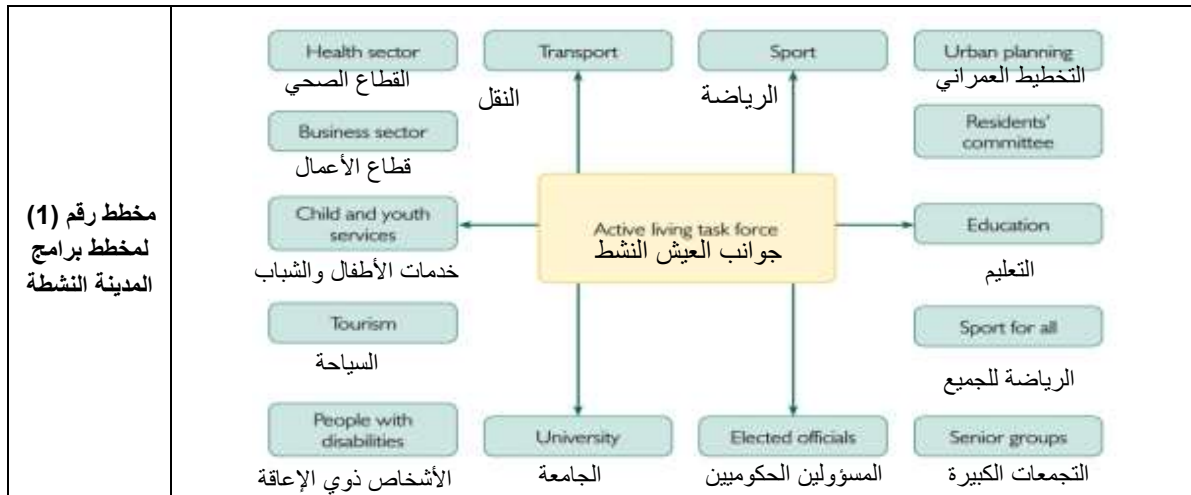 مخطط رقم (1)
لمخطط برامج
المدينة النشطة
Health sector
القطاع الصحي
Transport
النقل
Sport
الرياضة
Urban planning
التخطيط العمراني
Business sector
قطاع الأعمال
Residents'
committee
Child and youth
services
خدمات الأطفال والشباب
Active living task force
جوانب العيش النشط
Education
التعليم
Tourism
السياحة
Sport for all
الرياضة للجميع
People with
disabilities
الأشخاص ذوي الإعاقة
University
الجامعة
Elected officials
المسؤولين الحكوميين
Senior groups
التجمعات الكبيرة